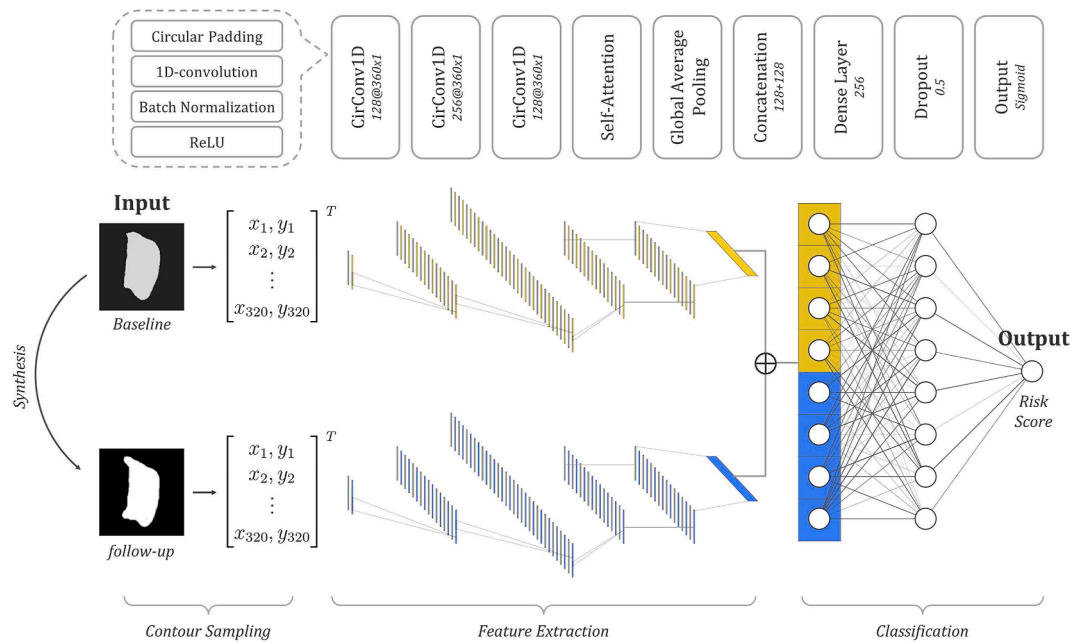 Circular Padding
1D-convolution
Batch Normalization
ReLU
CirConv1D
128@360x1
CirConv1D
256@360x1
CirConv1D
128@360x1
Self-Attention
Global Average
Pooling
Concatenation
128+128
Dense Layer
256
Dropout
0.5
Output
Sigmoid
Input
Baseline
x₁, y₁
x₂, y₂
⋮
x₃₂₀, y₃₂₀
T
Synthesis
follow-up
x₁, y₁
x₂, y₂
⋮
x₃₂₀, y₃₂₀
T
Output
Risk
Score
Contour Sampling
Feature Extraction
Classification